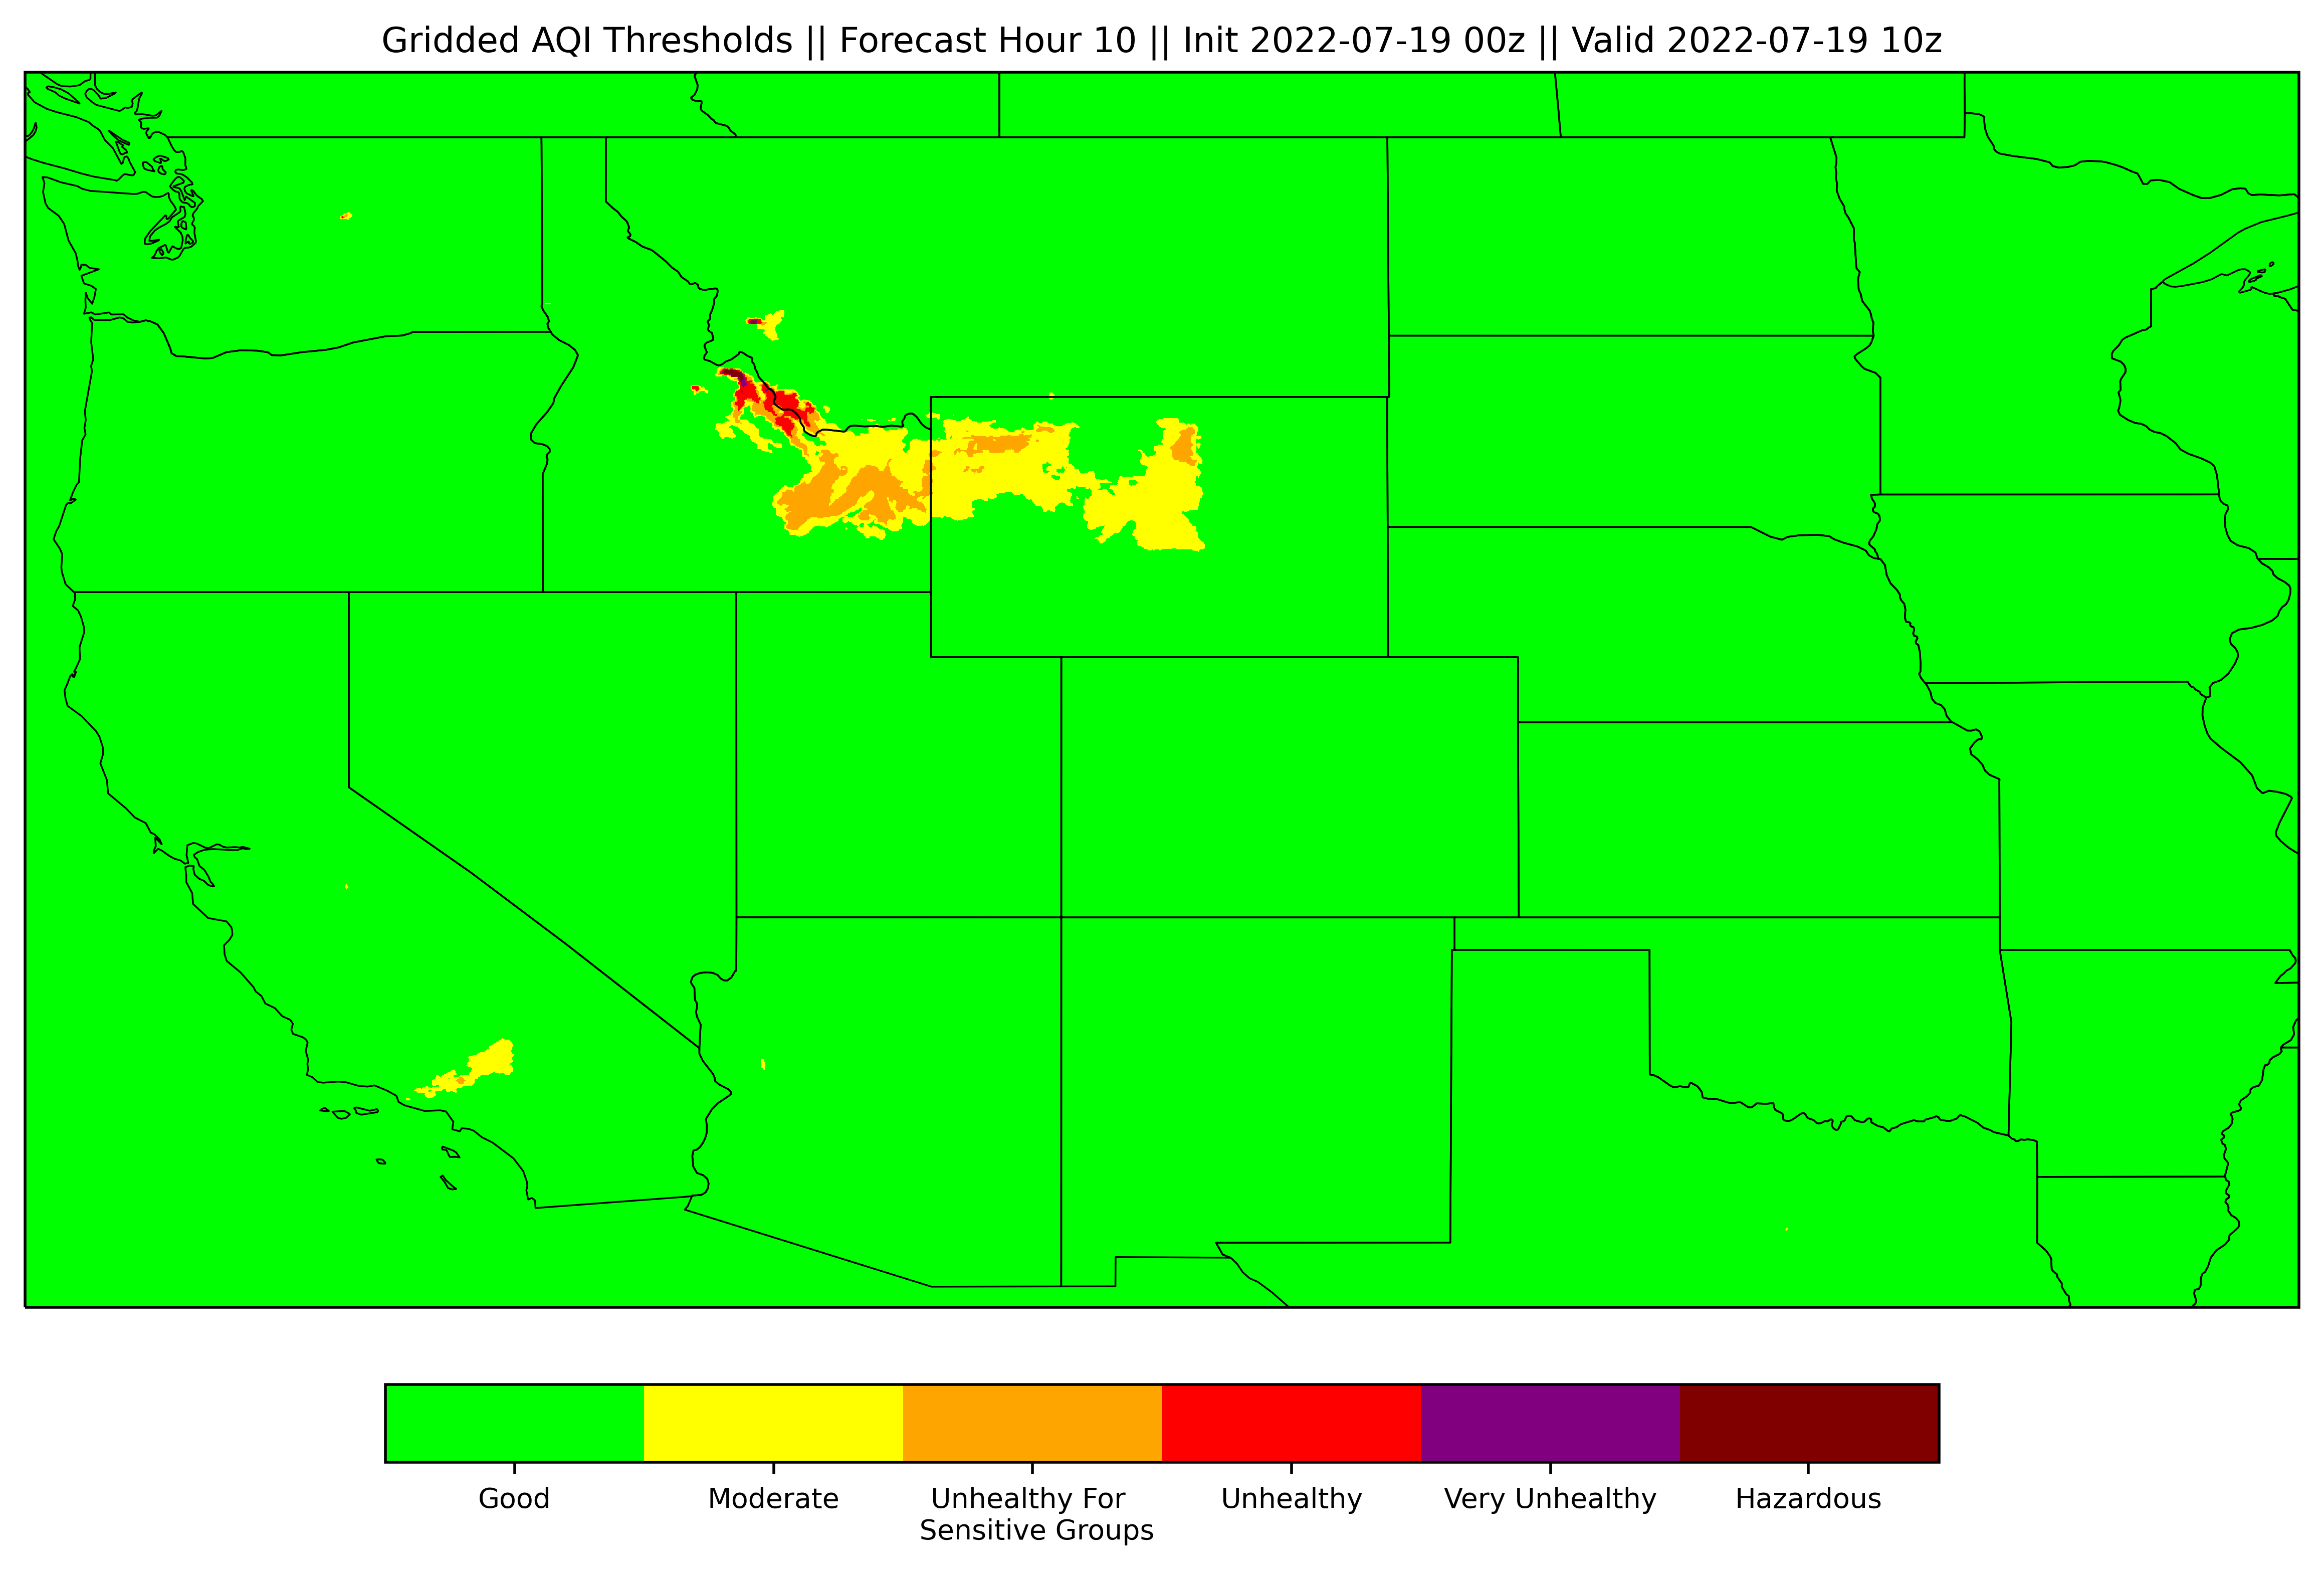 Gridded AQI Thresholds || Forecast Hour 10 || Init 2022-07-19 00z || Valid 2022-07-19 10z
Good Moderate Unhealthy For Unhealthy Very Unhealthy Hazardous
Sensitive Groups